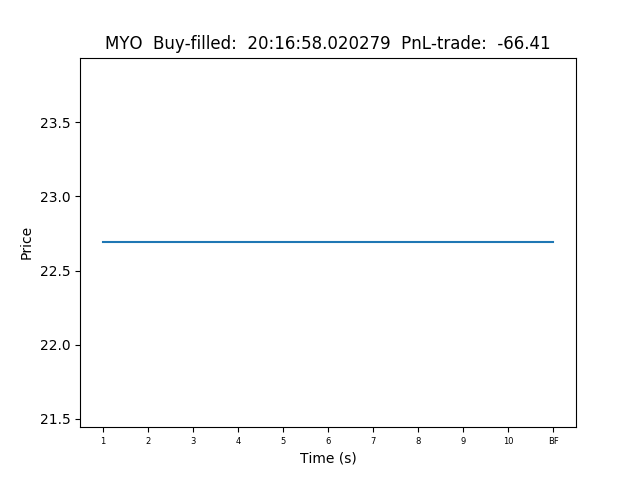 MYO  Buy-filled:  20:16:58.020279  PnL-trade:  -66.41
23.5
23.0
22.5
22.0
21.5
Price
1 2 3 4 5 6 7 8 9 10 BF
Time (s)